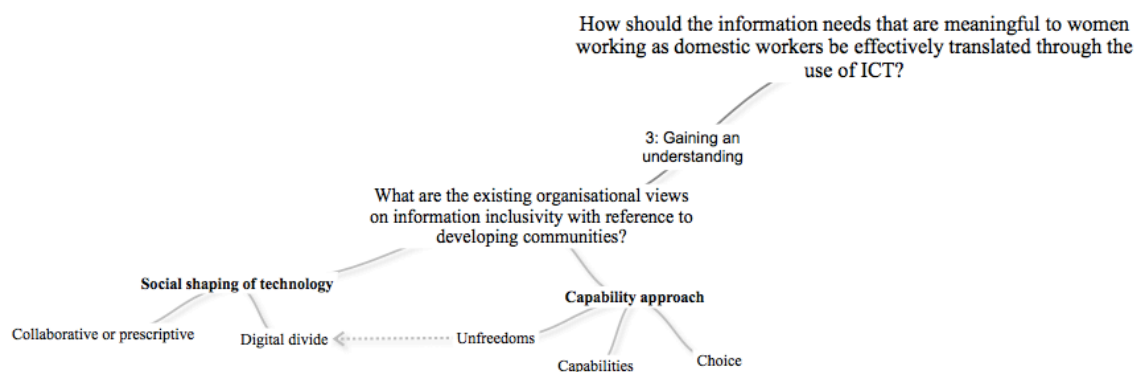 How should the information needs that are meaningful to women
working as domestic workers be effectively translated through the
use of ICT?
3: Gaining an
understanding
What are the existing organisational views
on information inclusivity with reference to
developing communities?
Social shaping of technology
Capability approach
Collaborative or prescriptive
Digital divide
Unfreedoms
Capabilities
Choice